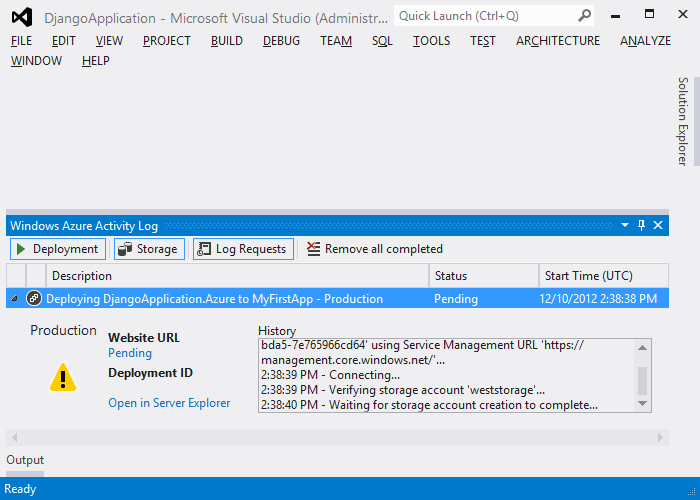 DjangoApplication - Microsoft Visual Studio (Administr...
Quick Launch (Ctrl+Q)
FILE EDIT VIEW PROJECT BUILD DEBUG TEAM SQL TOOLS TEST ARCHITECTURE ANALYZE
WINDOW HELP
Solution Explorer
Windows Azure Activity Log
Deployment Storage Log Requests Remove all completed
Description Status Start Time (UTC)
Deploying DjangoApplication.Azure to MyFirstApp - Production Pending 12/10/2012 2:38:38 PM
Production
Website URL
Pending
Deployment ID
Open in Server Explorer
History
bda5-7e765966cd64' using Service Management URL 'https://
management.core.windows.net/'...
2:38:39 PM - Connecting...
2:38:39 PM - Verifying storage account 'weststorage'...
2:38:40 PM - Waiting for storage account creation to complete...
Output
Ready